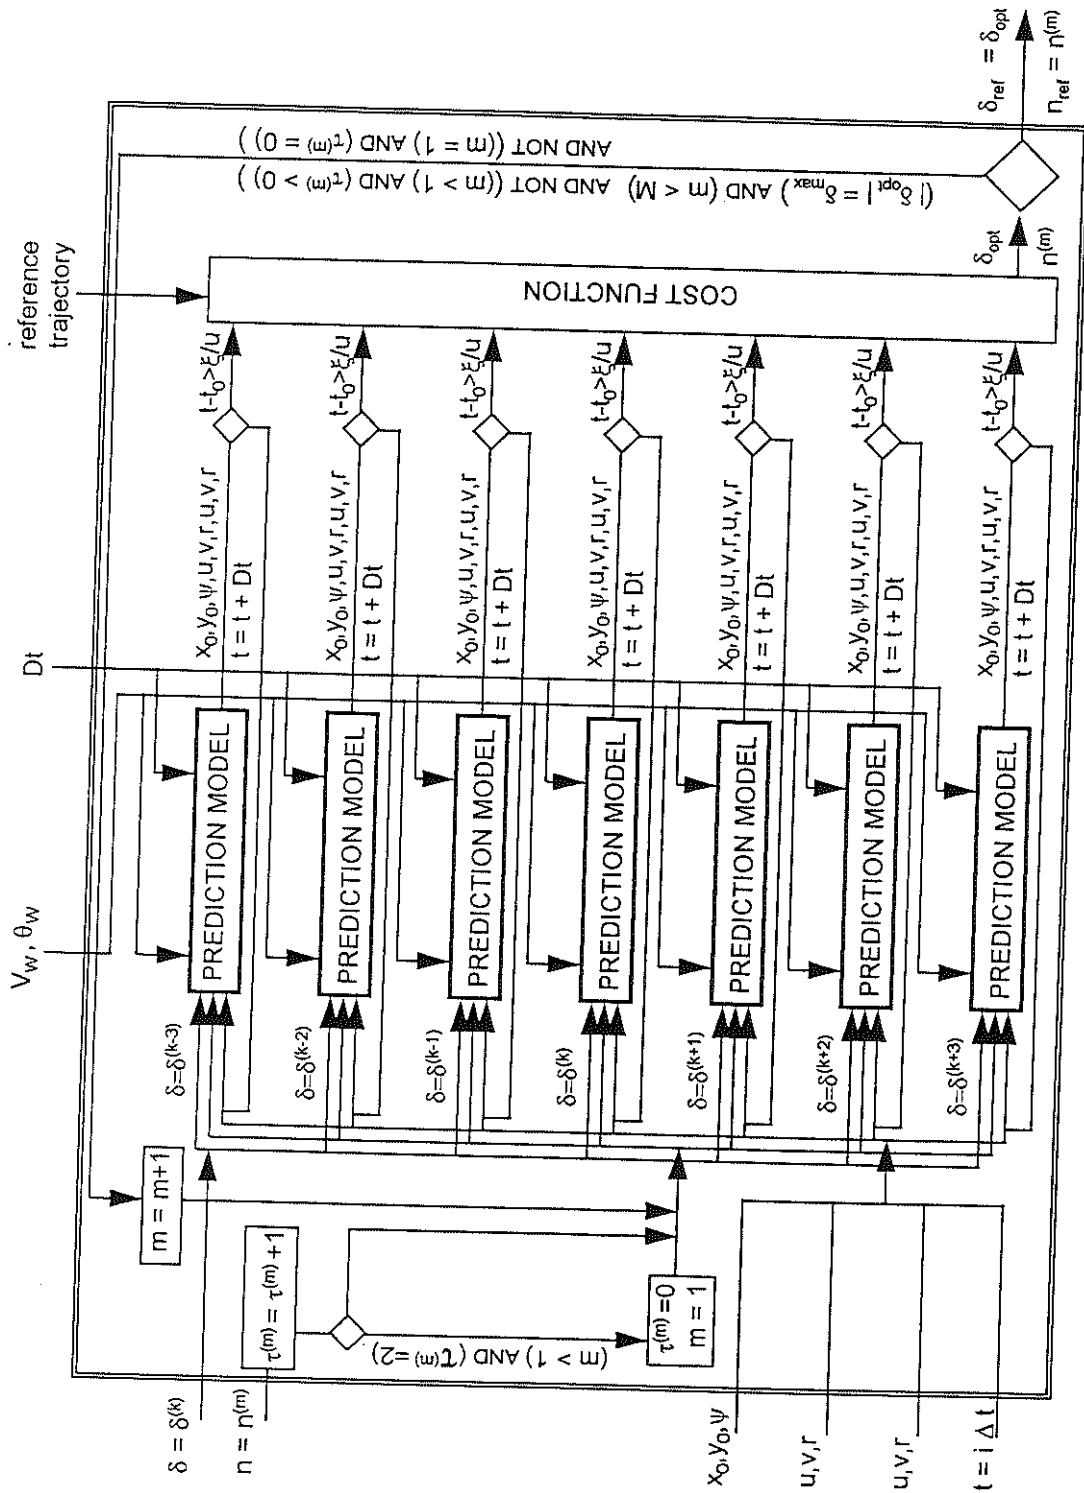 V_W , θ_W
Dt
reference
trajectory
δ = δ^(k)
n = n^(m)
m = m+1
τ^(m) = τ^(m) +1
(m > 1) AND (τ^(m) =2)
τ^(m) =0
m = 1
x_0,y_0,ψ
u,v,r
u,v,r
t = i Δ t
δ=δ^(k-3)
PREDICTION MODEL
x_0,y_0,ψ,u,v,r,u,v,r
t = t + Dt
t-t_0>ξ/u
δ=δ^(k-2)
PREDICTION MODEL
x_0,y_0,ψ,u,v,r,u,v,r
t = t + Dt
t-t_0>ξ/u
δ=δ^(k-1)
PREDICTION MODEL
x_0,y_0,ψ,u,v,r,u,v,r
t = t + Dt
t-t_0>ξ/u
δ=δ^(k)
PREDICTION MODEL
x_0,y_0,ψ,u,v,r,u,v,r
t = t + Dt
t-t_0>ξ/u
δ=δ^(k+1)
PREDICTION MODEL
x_0,y_0,ψ,u,v,r,u,v,r
t = t + Dt
t-t_0>ξ/u
δ=δ^(k+2)
PREDICTION MODEL
x_0,y_0,ψ,u,v,r,u,v,r
t = t + Dt
t-t_0>ξ/u
δ=δ^(k+3)
PREDICTION MODEL
x_0,y_0,ψ,u,v,r,u,v,r
t = t + Dt
t-t_0>ξ/u
COST FUNCTION
δ_opt
n^(m)
(| δ_opt | = δ_max ) AND (m < M) AND NOT ((m > 1) AND (τ^(m) > 0) )
AND NOT ((m = 1) AND (τ^(m) = 0) )
δ_ref = δ_opt
n_ref = n^(m)